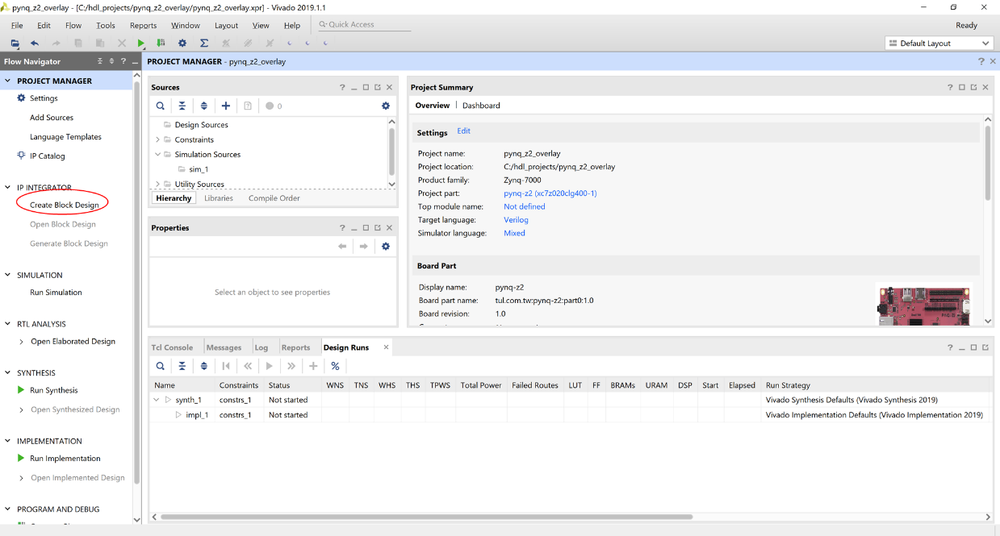 pynq_z2_overlay - [C:/hdl_projects/pynq_z2_overlay/pynq_z2_overlay.xpr] - Vivado 2019.1.1
File Edit Flow Tools Reports Window Layout View Help Quick Access Ready
Default Layout
Flow Navigator ?
PROJECT MANAGER - pynq_z2_overlay ?
PROJECT MANAGER
Settings
Add Sources
Language Templates
IP Catalog
IP INTEGRATOR
Create Block Design
Open Block Design
Generate Block Design
SIMULATION
Run Simulation
RTL ANALYSIS
Open Elaborated Design
SYNTHESIS
Run Synthesis
Open Synthesized Design
IMPLEMENTATION
Run Implementation
Open Implemented Design
PROGRAM AND DEBUG
Sources ?
0
Design Sources
Constraints
Simulation Sources
sim_1
Utility Sources
Hierarchy Libraries Compile Order
Properties ?
Select an object to see properties
Project Summary ?
Overview | Dashboard
Settings Edit
Project name: pynq_z2_overlay
Project location: C:/hdl_projects/pynq_z2_overlay
Product family: Zynq-7000
Project part: pynq-z2 (xc7z020clg400-1)
Top module name: Not defined
Target language: Verilog
Simulator language: Mixed
Board Part
Display name: pynq-z2
Board part name: tul.com.tw:pynq-z2:part0:1.0
Board revision: 1.0
Tcl Console Messages Log Reports Design Runs ?
%
Name Constraints Status WNS TNS WHS THS TPWS Total Power Failed Routes LUT FF BRAMs URAM DSP Start Elapsed Run Strategy
synth_1 constrs_1 Not started Vivado Synthesis Defaults (Vivado Synthesis 2019)
impl_1 constrs_1 Not started Vivado Implementation Defaults (Vivado Implementation 2019)